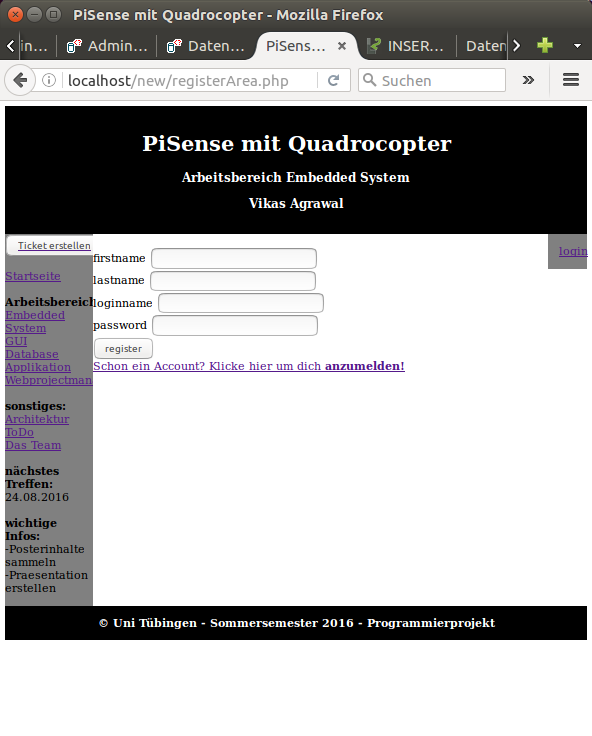 PiSense mit Quadrocopter - Mozilla Firefox
in... Admin... Daten... PiSens... INSER... Daten
localhost/new/registerArea.php Suchen
PiSense mit Quadrocopter
Arbeitsbereich Embedded System
Vikas Agrawal
Ticket erstellen
login
Startseite
Arbeitsbereich
Embedded
System
GUI
Database
Applikation
Webprojectman
sonstiges:
Architektur
ToDo
Das Team
nächstes
Treffen:
24.08.2016
wichtige
Infos:
-Posterinhalte
sammeln
-Praesentation
erstellen
firstname
lastname
loginname
password
register
Schon ein Account? Klicke hier um dich anzumelden!
© Uni Tübingen - Sommersemester 2016 - Programmierprojekt